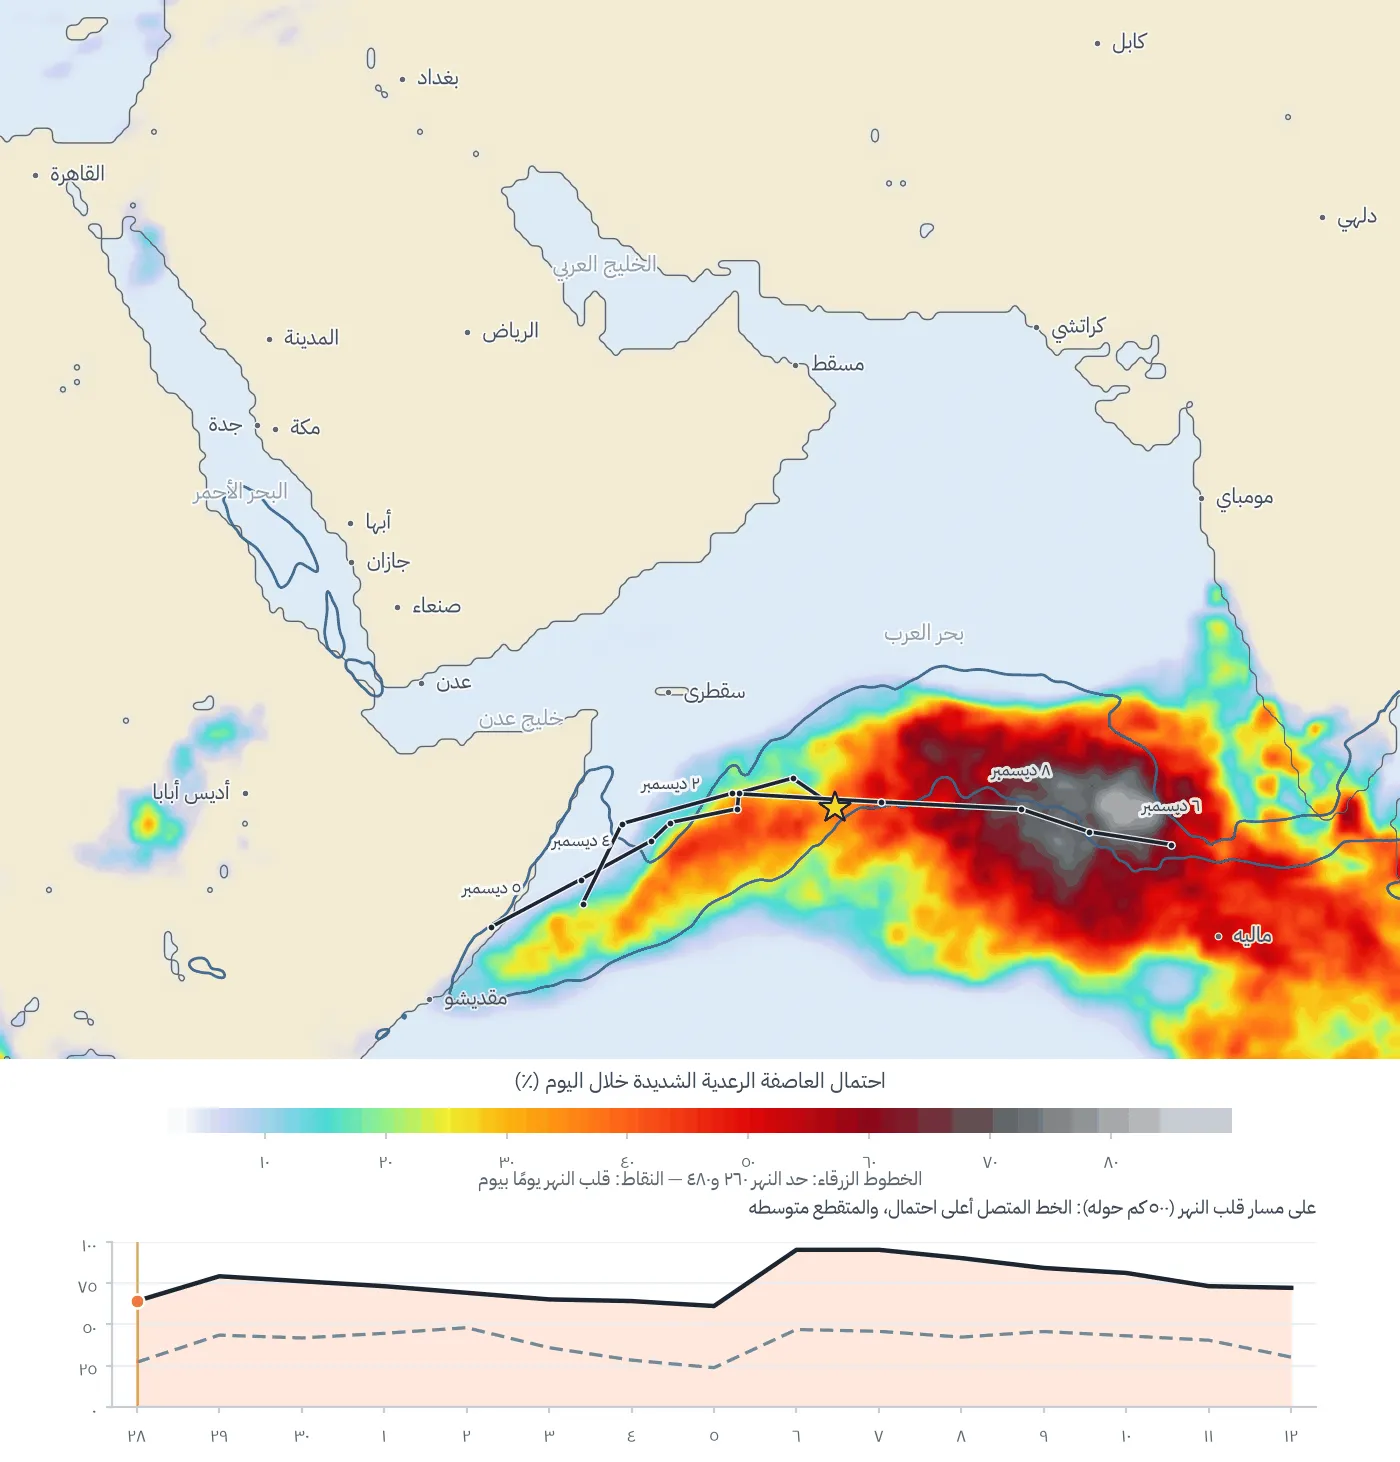 كابل
بغداد
القاهرة
دلهي
الخليج العربي
كراتشي
الرياض
المدينة
مسقط
جدة
مكة
البحر الأحمر
مومباي
أبها
جازان
صنعاء
بحر العرب
عدن
سقطرى
خليج عدن
٨ ديسمبر
٢ ديسمبر
أديس أبابا
٦ ديسمبر
٤ ديسمبر
٥ ديسمبر
ماليه
مقديشو
احتمال العاصفة الرعدية الشديدة خلال اليوم (٪)
١٠ ٢٠ ٣٠ ٤٠ ٥٠ ٦٠ ٧٠ ٨٠
الخطوط الزرقاء: حد النهر ٢٦٠ و٤٨٠ — النقاط: قلب النهر يومًا بيوم
على مسار قلب النهر (٥٠٠ كم حوله): الخط المتصل أعلى احتمال، والمتقطع متوسطه
١٠٠
٧٥
٥٠
٢٥
٠
٢٨ ٢٩ ٣٠ ١ ٢ ٣ ٤ ٥ ٦ ٧ ٨ ٩ ١٠ ١١ ١٢